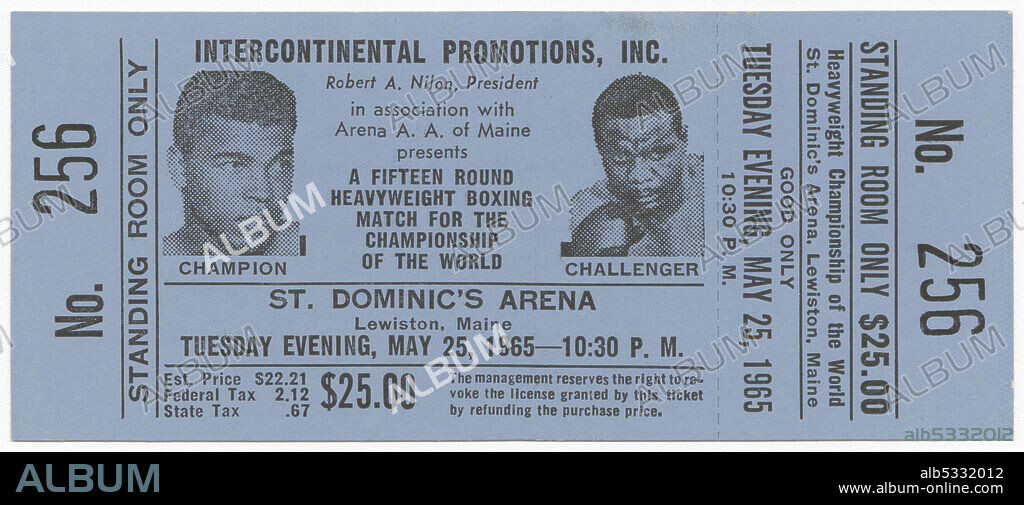 No. 256
STANDING ROOM ONLY
INTERCONTINENTAL PROMOTIONS, INC.
Robert A. Nilon, President
in association with
Arena A. A. of Maine
presents
A FIFTEEN ROUND
HEAVYWEIGHT BOXING
MATCH FOR THE
CHAMPIONSHIP
OF THE WORLD
CHAMPION
CHALLENGER
ST. DOMINIC'S ARENA
Lewiston, Maine
TUESDAY EVENING, MAY 25, 1965—10:30 P. M.
Est. Price $22.21
Federal Tax 2.12
State Tax .67
$25.00
The management reserves the right to re-
voke the license granted by this ticket
by refunding the purchase price.
TUESDAY EVENING, MAY 25, 1965
10:30 P. M.
GOOD ONLY
St. Dominic's Arena, Lewiston, Maine
Heavyweight Championship of the World
STANDING ROOM ONLY $25.00
No. 256
alb5332012
ALBUM
alb5332012
www.album-online.com